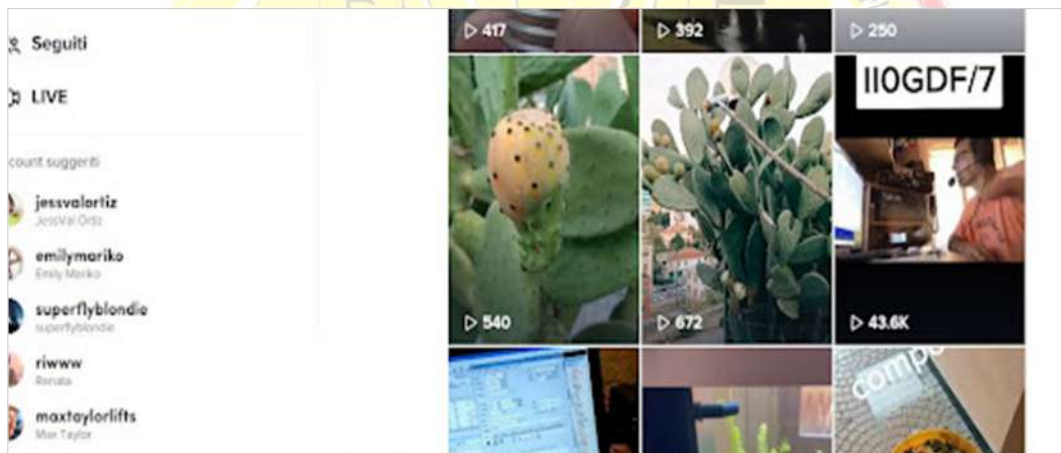 Seguiti
LIVE
count suggeriti
jessvalortiz
JessVal Ortiz
emilymariko
Emily Mariko
superflyblondie
superflyblondie
riwww
Renata
maxtaylorlifts
Max Taylor
417
392
250
II0GDF/7
540
672
43.6K
compo